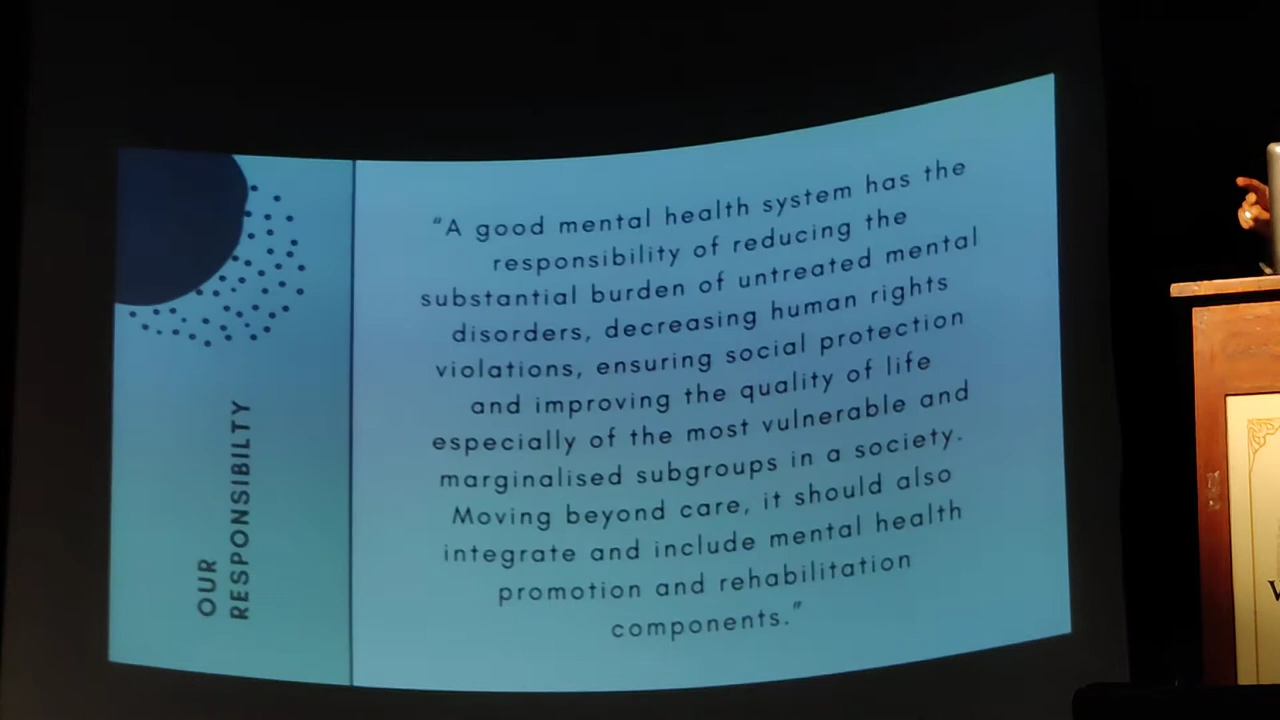 OUR
RESPONSIBILTY
“A good mental health system has the
responsibility of reducing the
substantial burden of untreated mental
disorders, decreasing human rights
violations, ensuring social protection
and improving the quality of life
especially of the most vulnerable and
marginalised subgroups in a society.
Moving beyond care, it should also
integrate and include mental health
promotion and rehabilitation
components.”